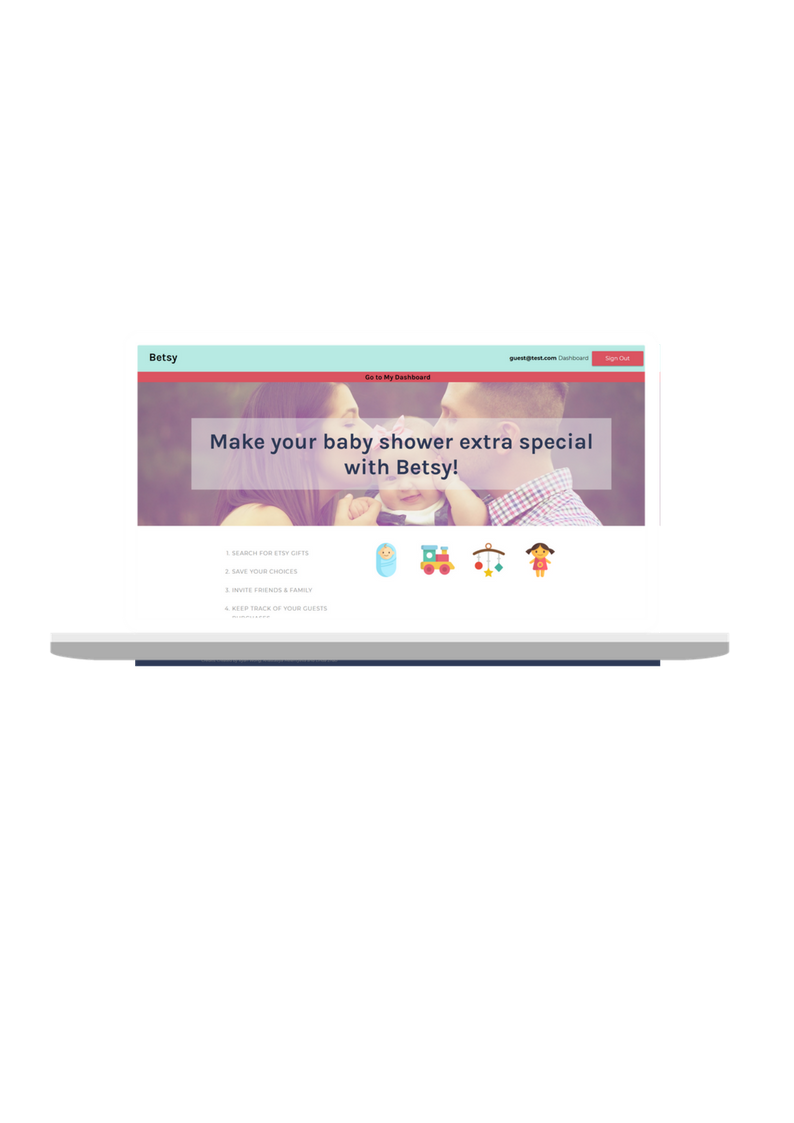 Betsy
guest@test.com Dashboard
Sign Out
Go to My Dashboard
Make your baby shower extra special
with Betsy!
1. SEARCH FOR ETSY GIFTS
2. SAVE YOUR CHOICES
3. INVITE FRIENDS & FAMILY
4. KEEP TRACK OF YOUR GUESTS